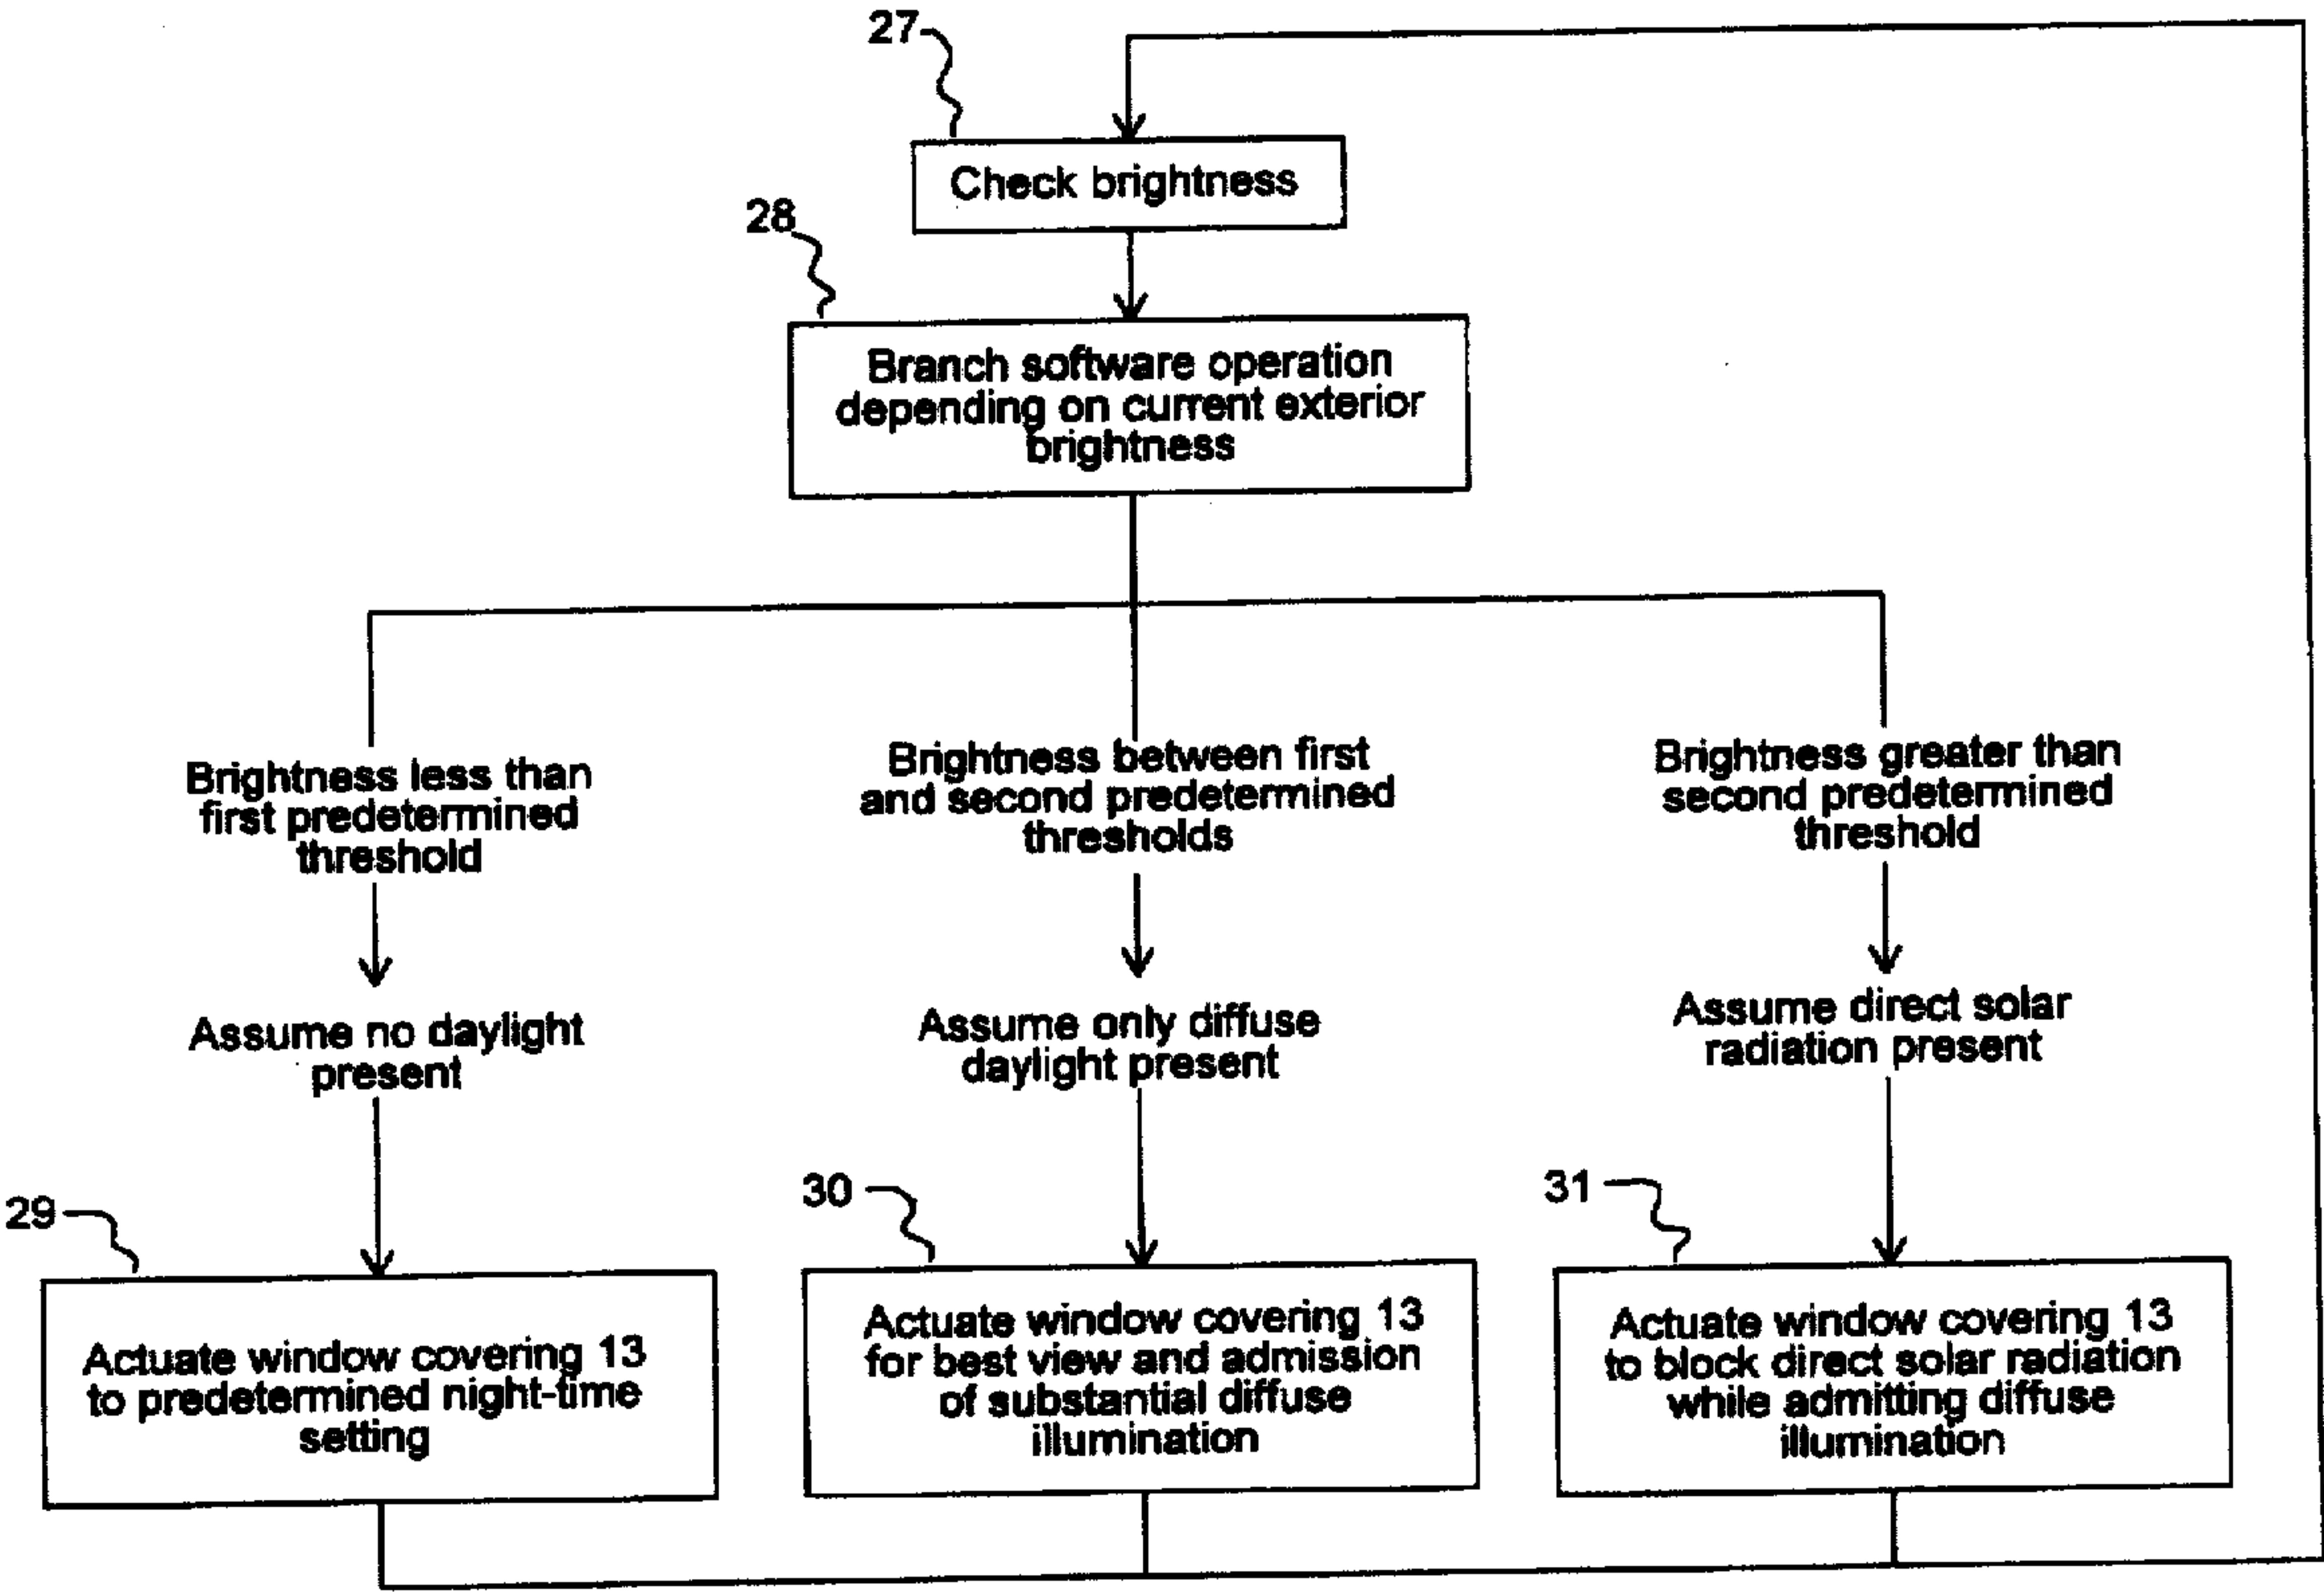 27
Check brightness
28
Branch software operation
depending on current exterior
brightness
Brightness less than
first predetermined
threshold
Brightness between first
and second predetermined
thresholds
Brightness greater than
second predetermined
threshold
Assume no daylight
present
Assume only diffuse
daylight present
Assume direct solar
radiation present
29
Actuate window covering 13
to predetermined night-time
setting
30
Actuate window covering 13
for best view and admission
of substantial diffuse
illumination
31
Actuate window covering 13
to block direct solar radiation
while admitting diffuse
illumination